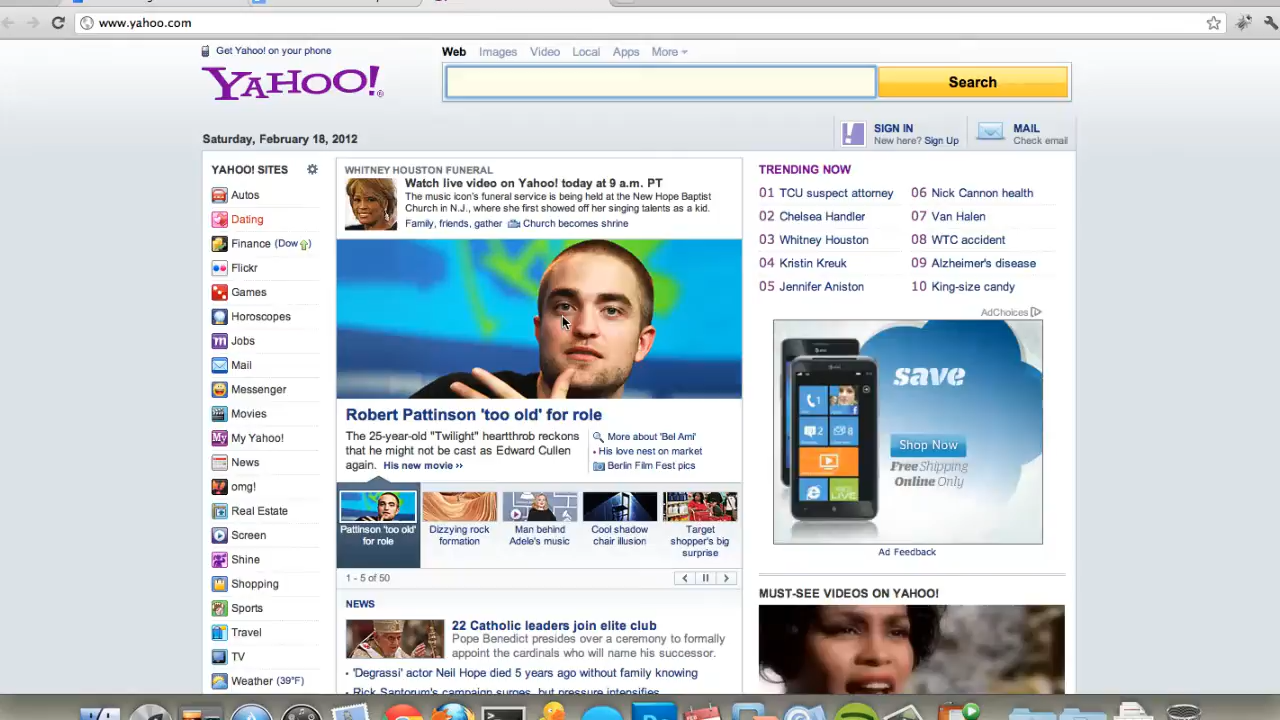 www.yahoo.com
Get Yahoo! on your phone
YAHOO!
Web Images Video Local Apps More
Search
Saturday, February 18, 2012
SIGN IN
New here? Sign Up
MAIL
Check email
YAHOO! SITES
Autos
Dating
Finance (Dow)
Flickr
Games
Horoscopes
Jobs
Mail
Messenger
Movies
My Yahoo!
News
omg!
Real Estate
Screen
Shine
Shopping
Sports
Travel
TV
Weather (39°F)
WHITNEY HOUSTON FUNERAL
Watch live video on Yahoo! today at 9 a.m. PT
The music icon's funeral service is being held at the New Hope Baptist
Church in N.J., where she first showed off her singing talents as a kid.
Family, friends, gather Church becomes shrine
Robert Pattinson 'too old' for role
The 25-year-old "Twilight" heartthrob reckons
that he might not be cast as Edward Cullen
again. His new movie ››
More about 'Bel Ami'
• His love nest on market
Berlin Film Fest pics
Pattinson 'too old'
for role
Dizzying rock
formation
Man behind
Adele's music
Cool shadow
chair illusion
Target
shopper's big
surprise
1 - 5 of 50
NEWS
22 Catholic leaders join elite club
Pope Benedict presides over a ceremony to formally
appoint the cardinals who will name his successor.
• 'Degrassi' actor Neil Hope died 5 years ago without family knowing
• Rick Santorum's campaign surges, but pressure intensifies
TRENDING NOW
01 TCU suspect attorney
02 Chelsea Handler
03 Whitney Houston
04 Kristin Kreuk
05 Jennifer Aniston
06 Nick Cannon health
07 Van Halen
08 WTC accident
09 Alzheimer's disease
10 King-size candy
AdChoices
save
Shop Now
Free Shipping
Online Only
Ad Feedback
MUST-SEE VIDEOS ON YAHOO!